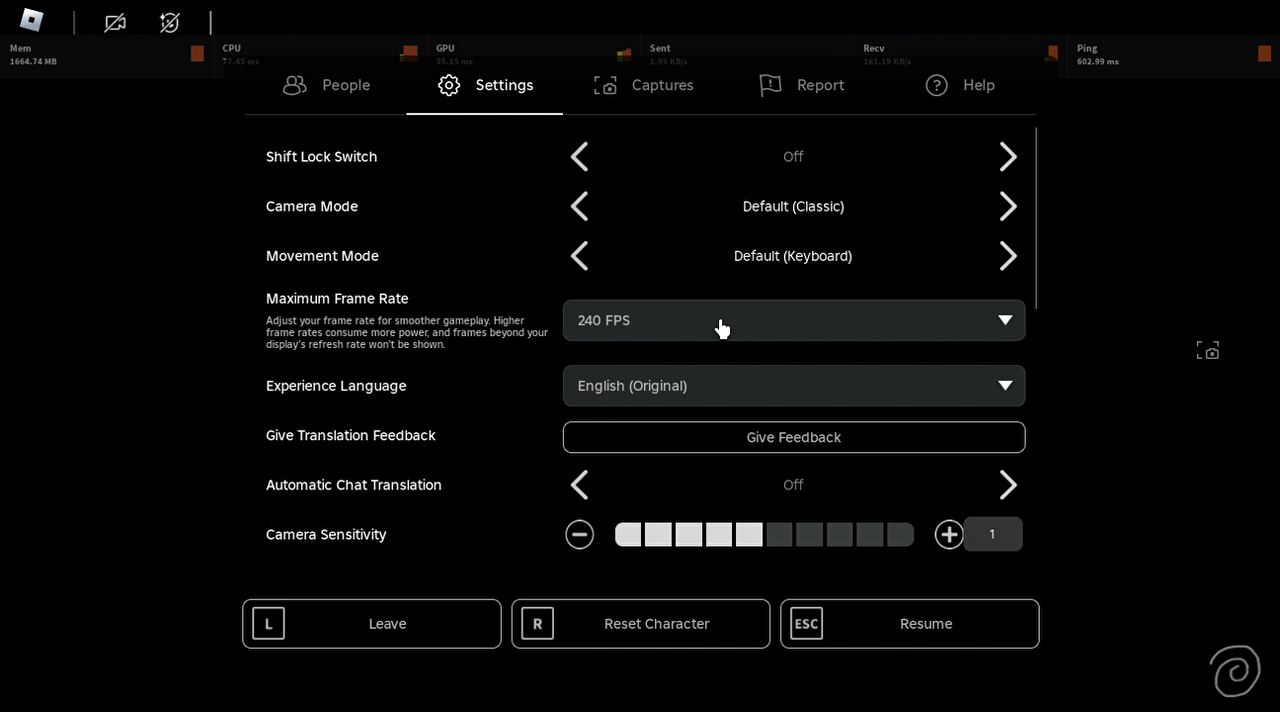 Mem CPU GPU Sent Recv Ping
1664.74 MB 55.15 ms 1.95 KB/s 161.19 KB/s 602.99 ms
People Settings Captures Report Help
Shift Lock Switch Off
Camera Mode Default (Classic)
Movement Mode Default (Keyboard)
Maximum Frame Rate
Adjust your frame rate for smoother gameplay. Higher
frame rates consume more power, and frames beyond your
display's refresh rate won't be shown.
240 FPS
Experience Language English (Original)
Give Translation Feedback Give Feedback
Automatic Chat Translation Off
Camera Sensitivity 1
L Leave R Reset Character ESC Resume